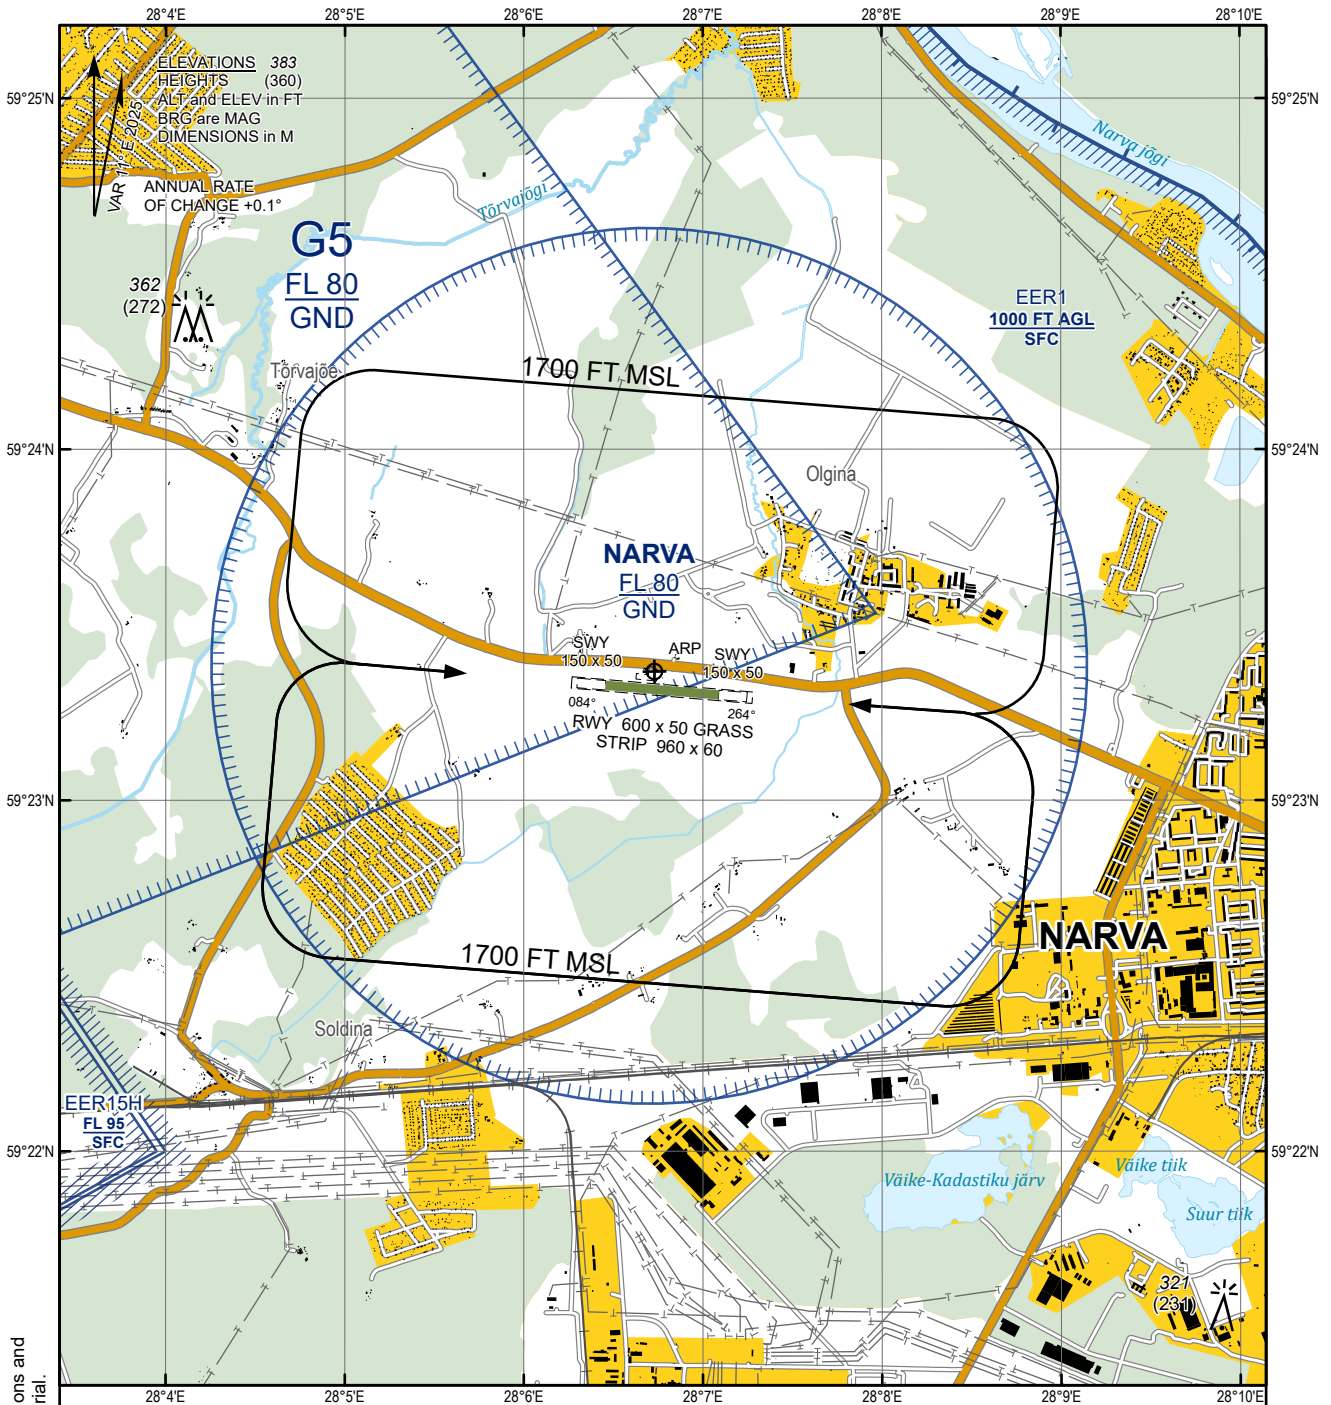 28°4'E 28°5'E 28°6'E 28°7'E 28°8'E 28°9'E 28°10'E
ELEVATIONS 383
HEIGHTS (360)
ALT and ELEV in FT
BRG are MAG
DIMENSIONS in M
VAR 11° E 2025
ANNUAL RATE
OF CHANGE +0.1°
59°25'N 59°25'N
Narva jõgi
Tõrvajõgi
G5
FL 80
GND
362
(272)
EER1
1000 FT AGL
SFC
Tõrvajõe
1700 FT MSL
59°24'N 59°24'N
Olgina
NARVA
FL 80
GND
SWY
150 x 50
ARP
SWY
150 x 50
084°
264°
RWY 600 x 50 GRASS
STRIP 960 x 60
59°23'N 59°23'N
NARVA
1700 FT MSL
Soldina
EER15H
FL 95
SFC
59°22'N 59°22'N
Väike-Kadastiku järv
Väike tiik
Suur tiik
321
(231)
ons and
rial.
28°4'E 28°5'E 28°6'E 28°7'E 28°8'E 28°9'E 28°10'E